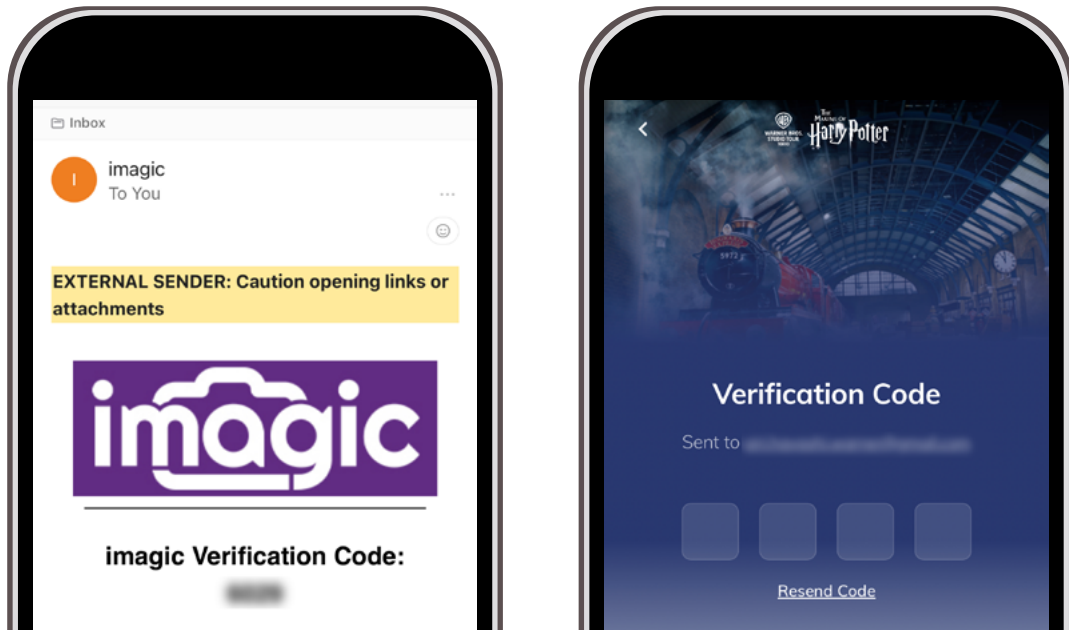 Inbox
I
imagic
To You
EXTERNAL SENDER: Caution opening links or
attachments
imagic
imagic Verification Code:
WARNER BROS.
STUDIO TOUR
THE
MAKING OF
Harry Potter
5972
Verification Code
Sent to
Resend Code